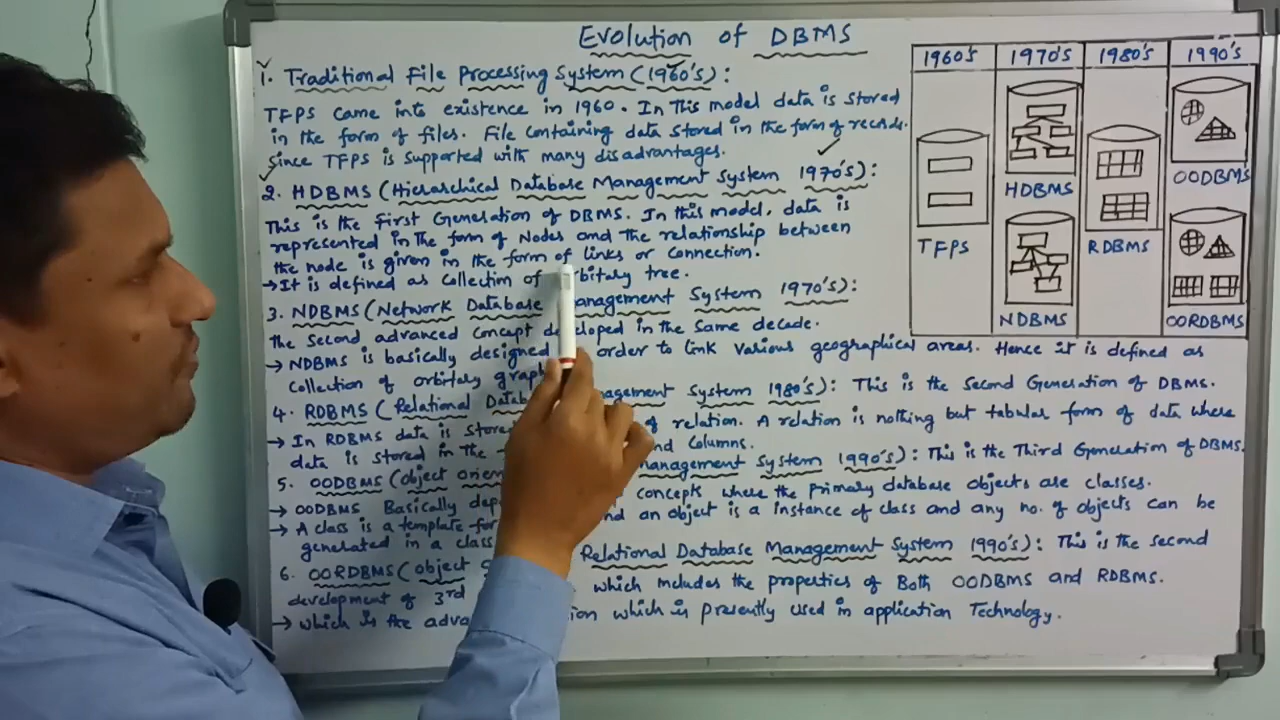 Evolution of DBMS
1. Traditional File Processing System (1960's) :
TFPS came into existence in 1960. In this model data is stored
in the form of files. File containing data stored in the form of records.
Since TFPS is supported with many disadvantages.
2. HDBMS (Hierarchical Database Management System 1970's) :
This is the first Generation of DBMS. In this model, data is
represented in the form of Nodes and the relationship between
the node is given in the form of links or connection.
→ It is defined as collection of orbitary tree.
3. NDBMS (Network Database Management System 1970's) :
the second advanced concept developed in the same decade.
→ NDBMS is basically designed order to link various geographical areas. Hence it is defined as
collection of orbitary graph
4. RDBMS (Relational Management System 1980's) : This is the Second Generation of DBMS.
→ In RDBMS data is of relation. A relation is nothing but tabular form of data where
data is stored in the and columns.
5. OODBMS (Object Management System 1990's) : This is the Third Generation of DBMS.
→ OODBMS Basically concepts where the primary database objects are classes.
→ A class is a template for and an object is a instance of class and any no. of objects can be
generated in a class
6. OORDBMS (Object Relational Database Management System 1990's) : This is the second
development of 3rd which includes the properties of Both OODBMS and RDBMS.
→ which is the which is presently used in application Technology.
1960's 1970's 1980's 1990's
HDBMS OODBMS
TFPS RDBMS
NDBMS OORDBMS